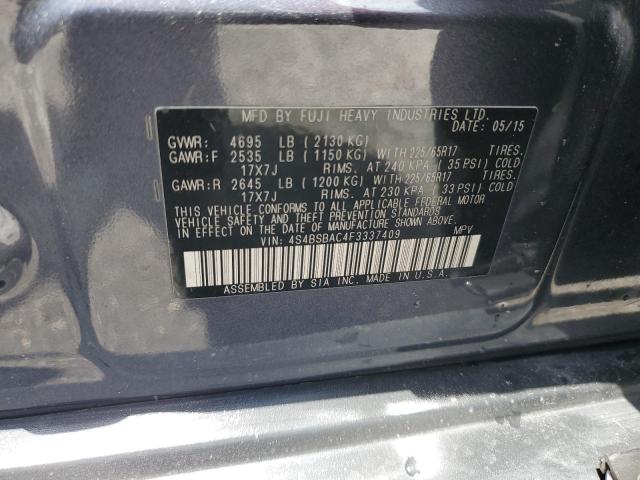 MFD BY FUJI HEAVY INDUSTRIES LTD.
DATE: 05/15
GVWR: 4695 LB ( 2130 KG)
GAWR:F 2535 LB ( 1150 KG) WITH 225/65R17 TIRES.
17X7J RIMS. AT 240 KPA ( 35 PSI) COLD
GAWR:R 2645 LB ( 1200 KG) WITH 225/65R17 TIRES.
17X7J RIMS. AT 230 KPA ( 33 PSI) COLD
THIS VEHICLE CONFORMS TO ALL APPLICABLE FEDERAL MOTOR
VEHICLE SAFETY AND THEFT PREVENTION STANDARDS
IN EFFECT ON THE DATE OF MANUFACTURE SHOWN ABOVE.
VIN: 4S4BSBAC4F3337409 MPV
ASSEMBLED BY SIA INC. MADE IN U.S.A.